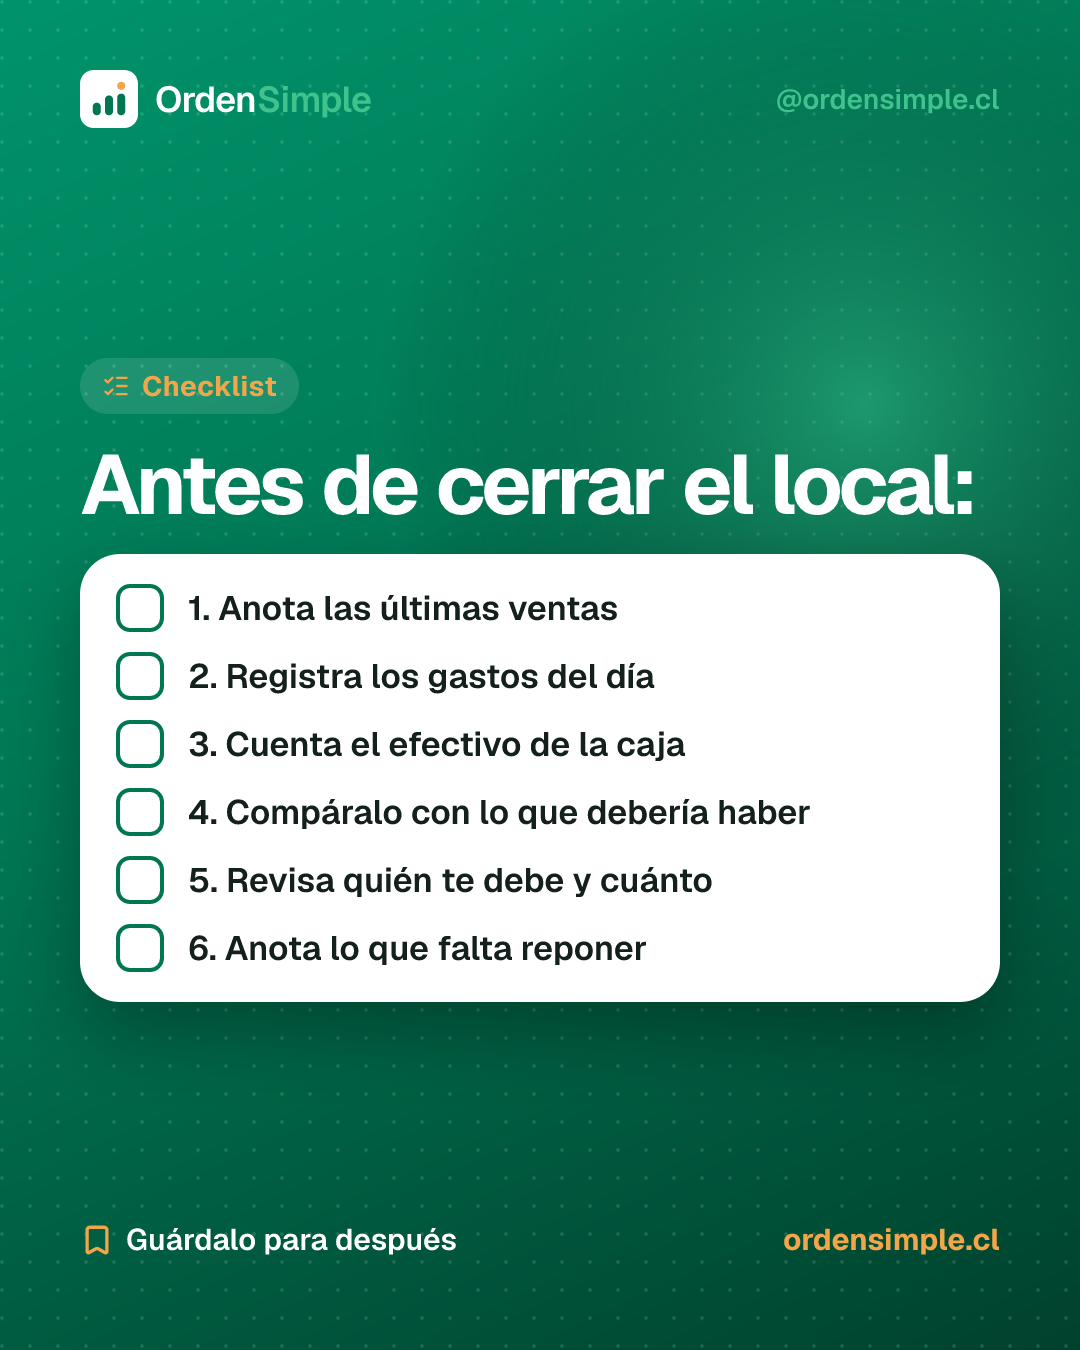 OrdenSimple
@ordensimple.cl
Checklist
Antes de cerrar el local:
1. Anota las últimas ventas
2. Registra los gastos del día
3. Cuenta el efectivo de la caja
4. Compáralo con lo que debería haber
5. Revisa quién te debe y cuánto
6. Anota lo que falta reponer
Guárdalo para después
ordensimple.cl